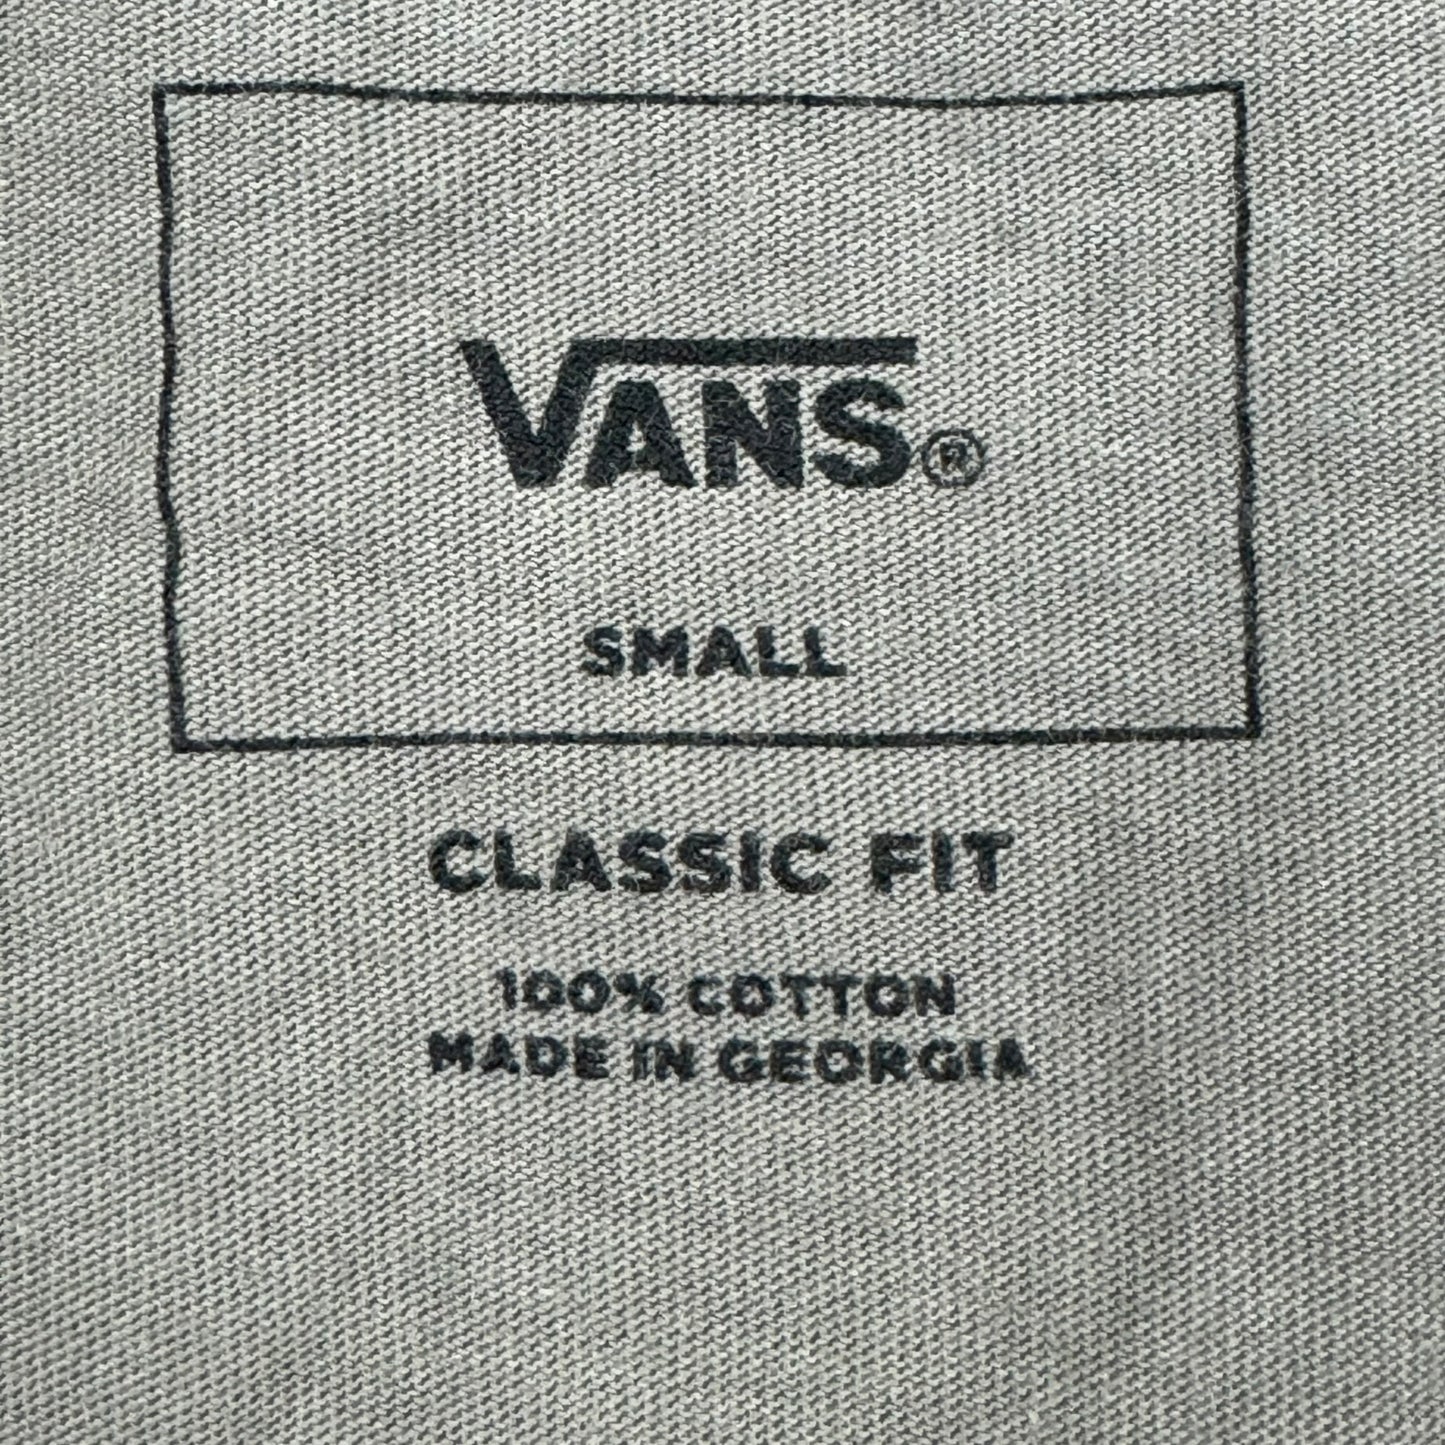 VANS®
SMALL
CLASSIC FIT
100% COTTON
MADE IN GEORGIA